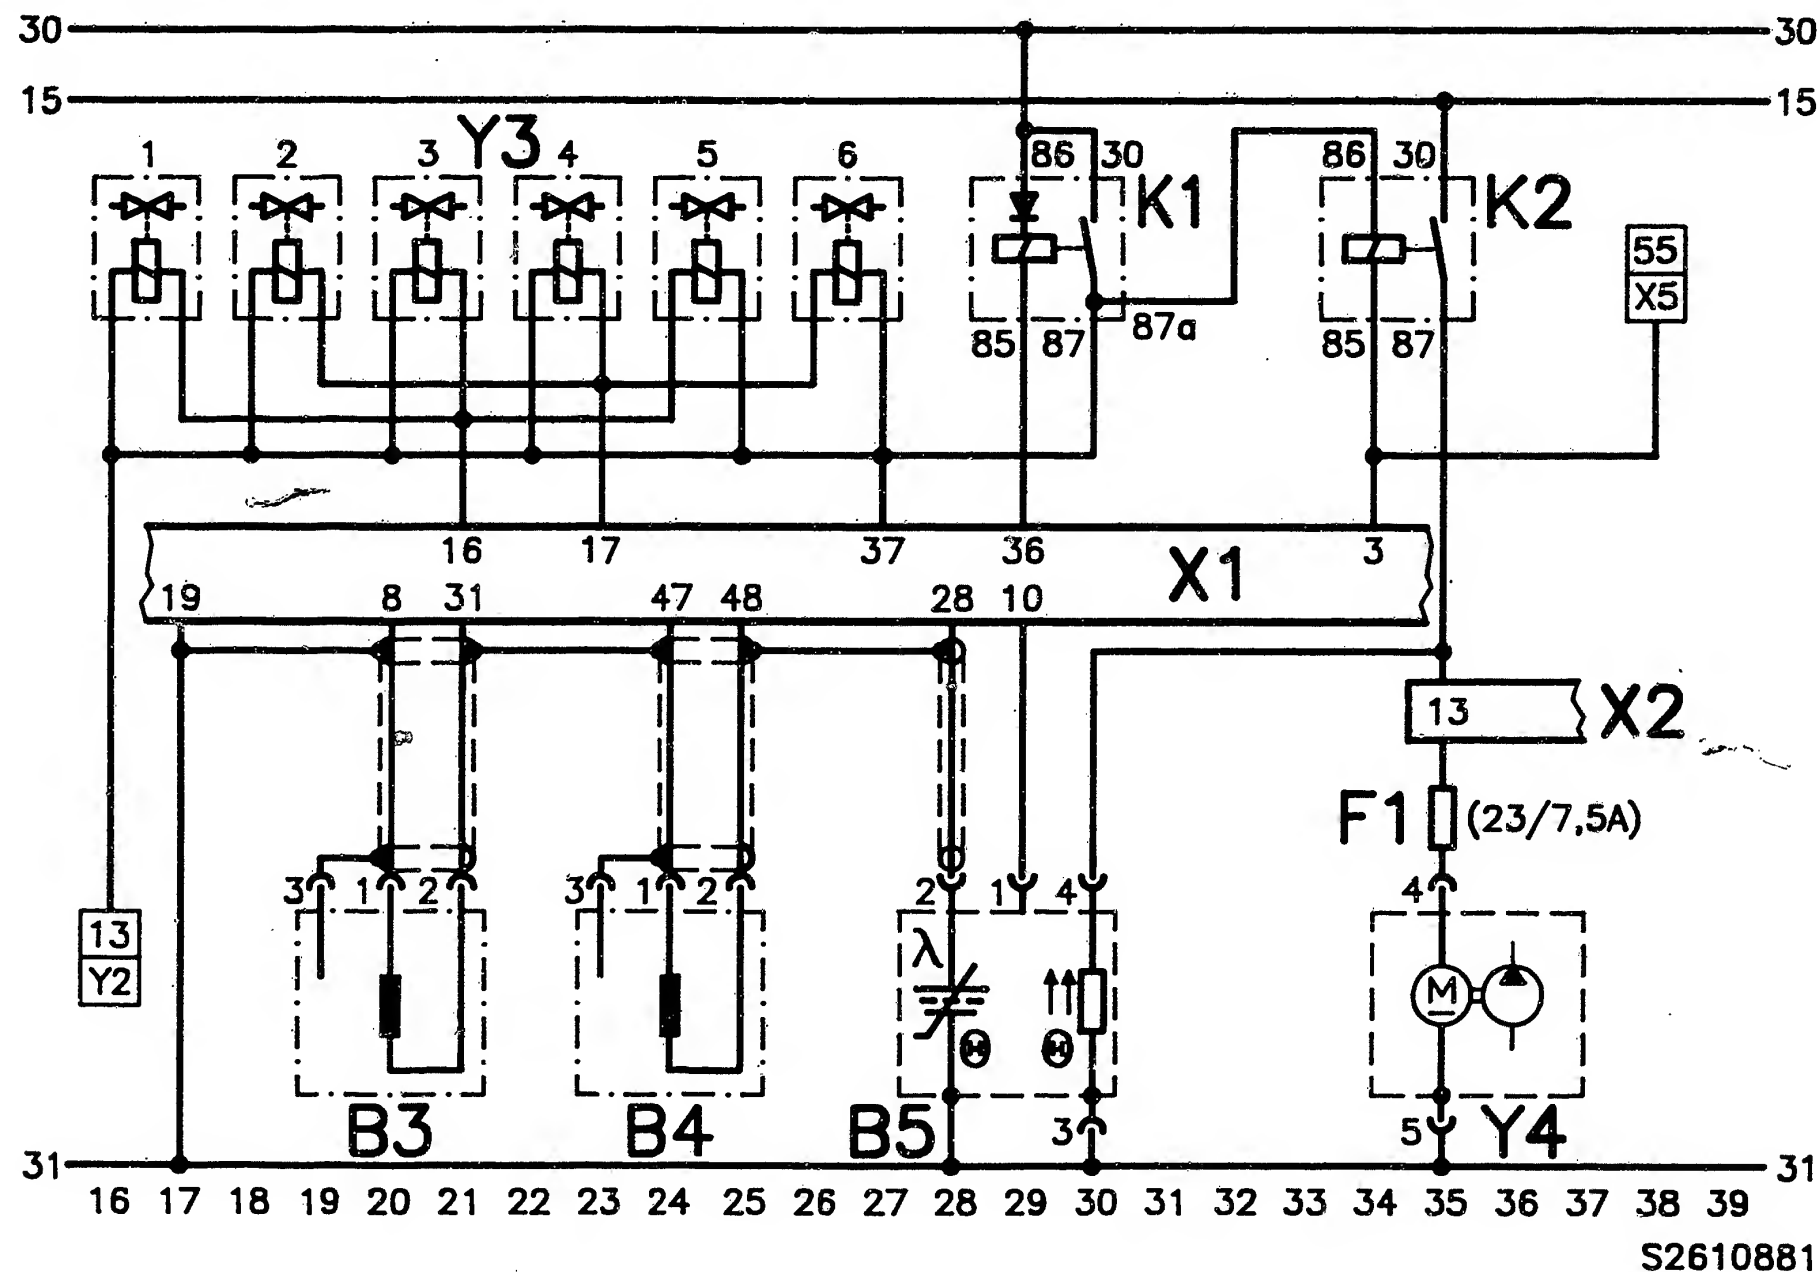 30 30
15 15
1 2 3 Y3 4 5 6
86 30 K1 86 30 K2
55
X5
87a
85 87 85 87
16 17 37 36 3
X1
19 8 31 47 48 28 10
13 X2
F1 (23/7,5A)
3 1 2 3 1 2 2 1 4 4
13
Y2
λ
M
B3 B4 B5 3 5 Y4
31 31
16 17 18 19 20 21 22 23 24 25 26 27 28 29 30 31 32 33 34 35 36 37 38 39
S2610881